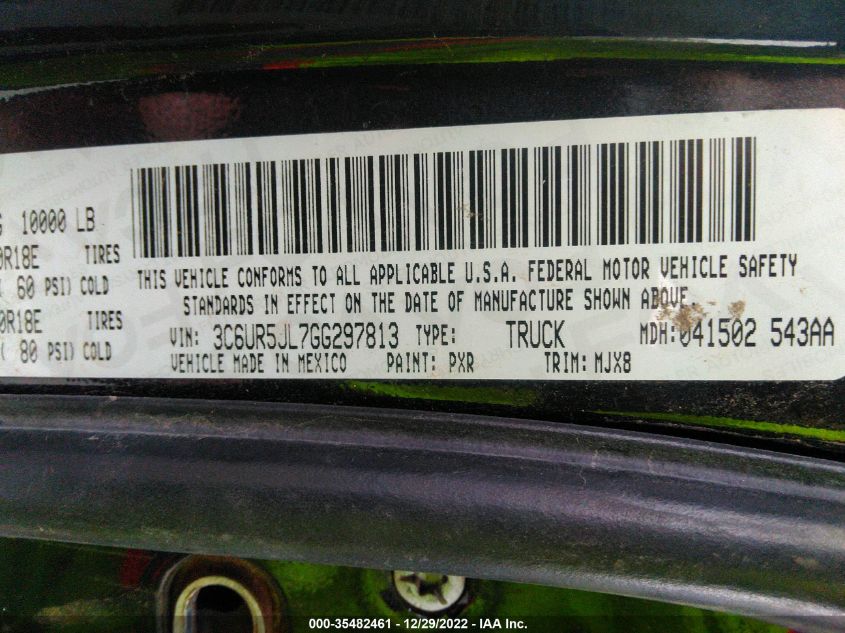 G 10000 LB
0R18E TIRES
( 60 PSI) COLD
0R18E TIRES
( 80 PSI) COLD
THIS VEHICLE CONFORMS TO ALL APPLICABLE U.S.A. FEDERAL MOTOR VEHICLE SAFETY
STANDARDS IN EFFECT ON THE DATE OF MANUFACTURE SHOWN ABOVE.
VIN: 3C6UR5JL7GG297813 TYPE: TRUCK MDH:041502 543AA
VEHICLE MADE IN MEXICO PAINT: PXR TRIM: MJX8
000-35482461 - 12/29/2022 - IAA Inc.